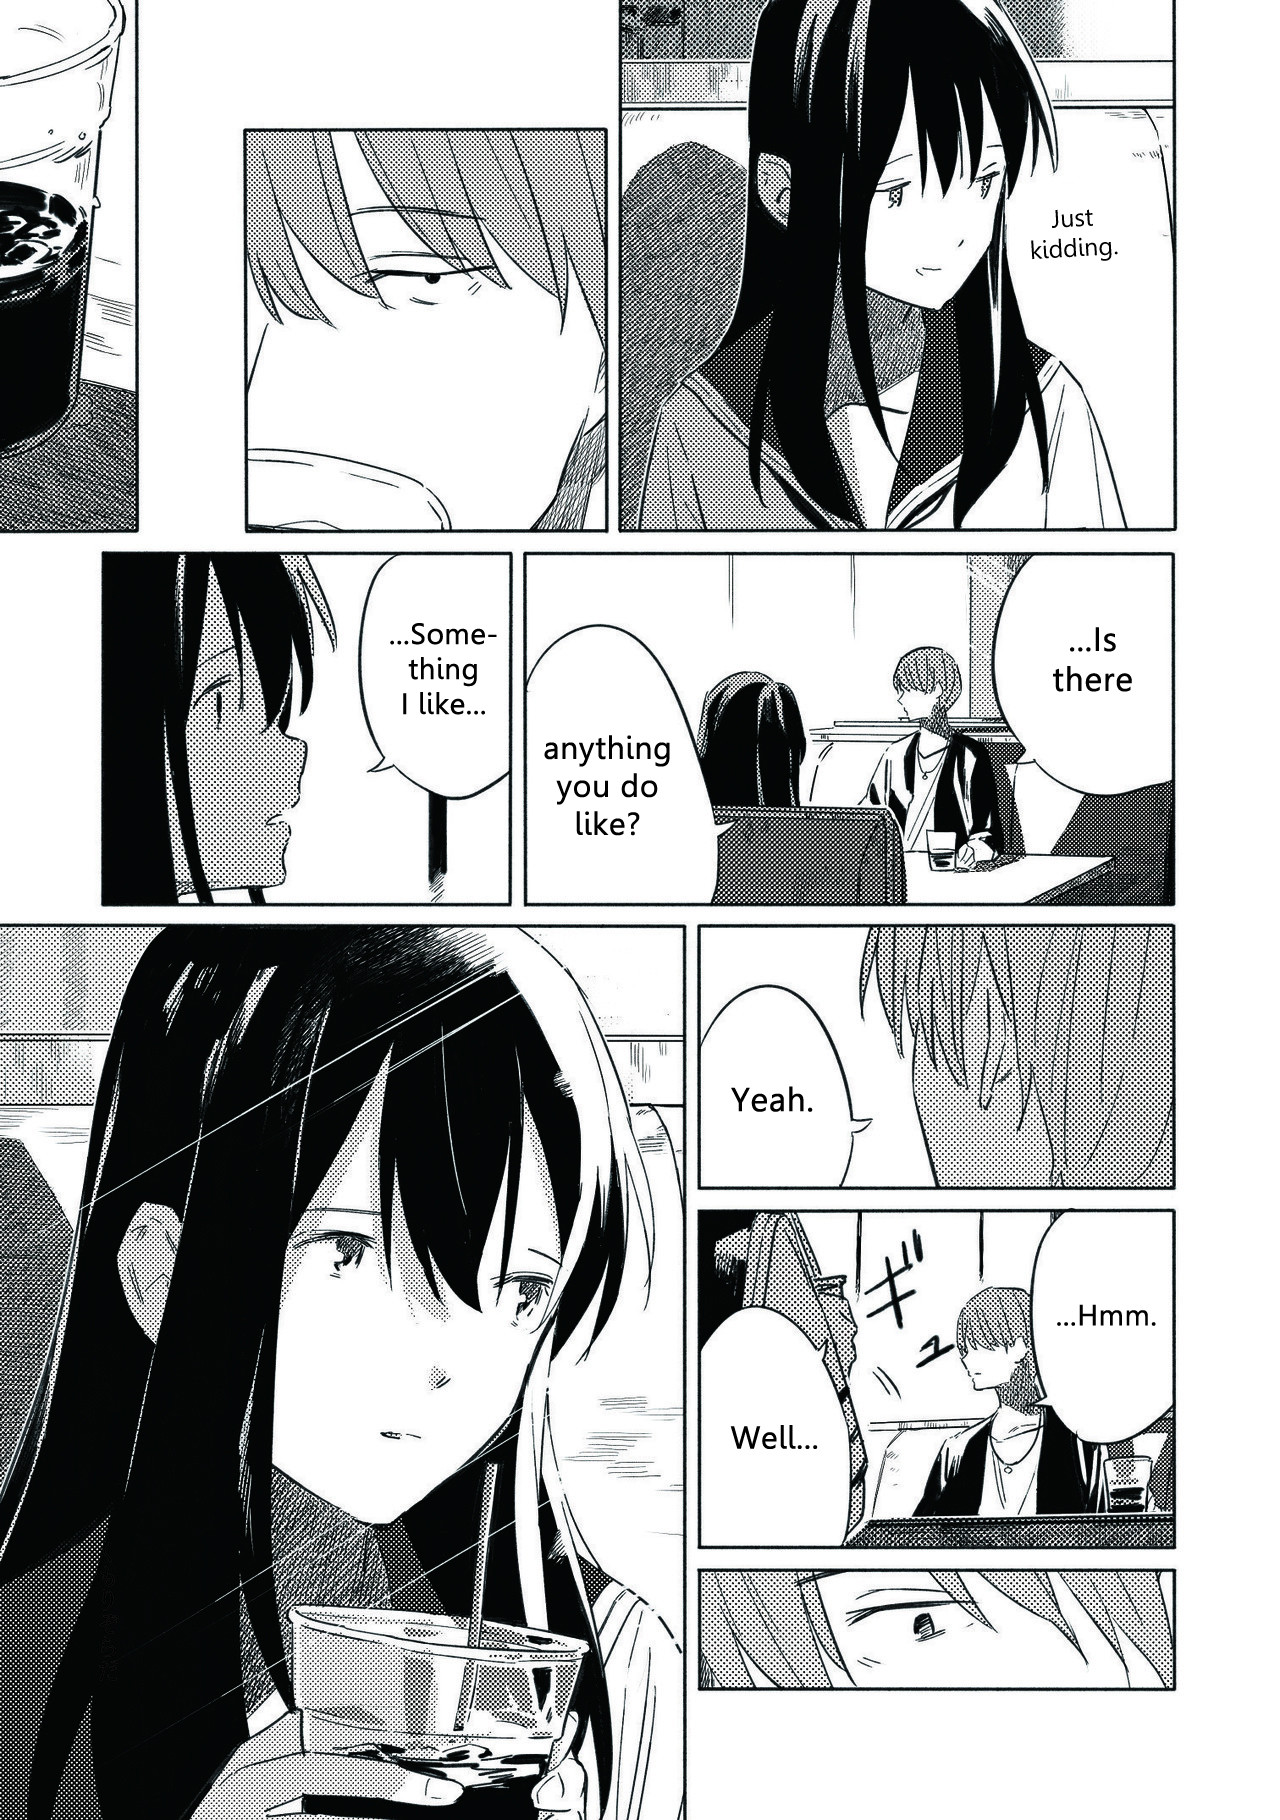 Just
kidding.
...Is
there
anything
you do
like?
...Some-
thing
I like...
Yeah.
...Hmm.
ギ
ュ
Well...